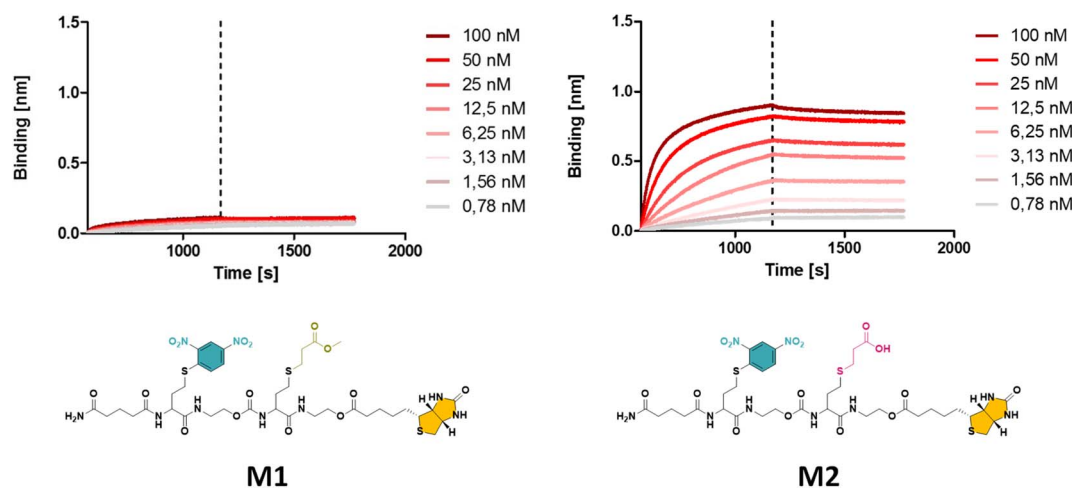 1.5
1.0
0.5
0.0
Binding [nm]
1000 1500 2000
Time [s]
100 nM
50 nM
25 nM
12,5 nM
6,25 nM
3,13 nM
1,56 nM
0,78 nM
1.5
1.0
0.5
0.0
Binding [nm]
1000 1500 2000
Time [s]
100 nM
50 nM
25 nM
12,5 nM
6,25 nM
3,13 nM
1,56 nM
0,78 nM
O₂N NO₂ O O
S S O
O O H O H O HN NH
H₂N N N O N N O S H H
H O H O
M1
O₂N NO₂ O OH
S S O
O O H O H O HN NH
H₂N N N O N N O S H H
H O H O
M2